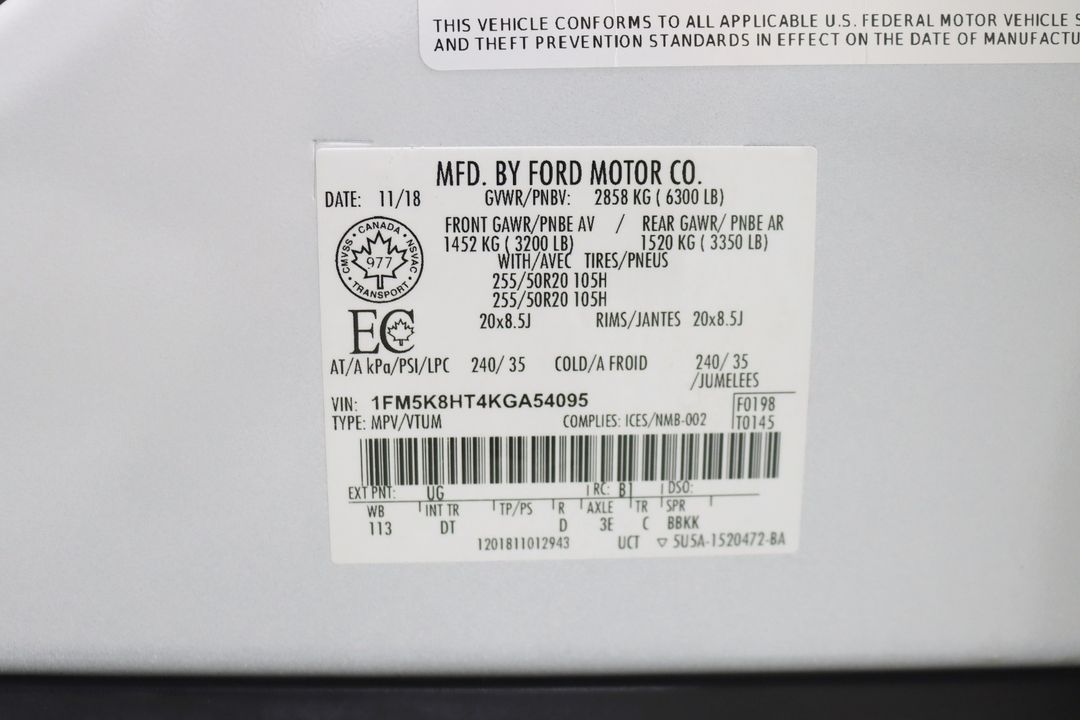 THIS VEHICLE CONFORMS TO ALL APPLICABLE U.S. FEDERAL MOTOR VEHICLE S
AND THEFT PREVENTION STANDARDS IN EFFECT ON THE DATE OF MANUFACTU
MFD. BY FORD MOTOR CO.
DATE: 11/18 GVWR/PNBV: 2858 KG ( 6300 LB)
FRONT GAWR/PNBE AV / REAR GAWR/ PNBE AR
1452 KG ( 3200 LB) 1520 KG ( 3350 LB)
WITH/AVEC TIRES/PNEUS
255/50R20 105H
255/50R20 105H
CANADA
CMVSS 977 NSVAC
TRANSPORT
EC
20x8.5J RIMS/JANTES 20x8.5J
AT/A kPa/PSI/LPC 240/ 35 COLD/A FROID 240/ 35
/JUMELEES
VIN: 1FM5K8HT4KGA54095 F0198
TYPE: MPV/VTUM COMPLIES: ICES/NMB-002 T0145
EXT PNT: UG RC: B1 DSO:
WB INT TR TP/PS R AXLE TR SPR
113 DT D 3E C BBKK
1201811012943 UCT ▽ 5U5A-1520472-BA